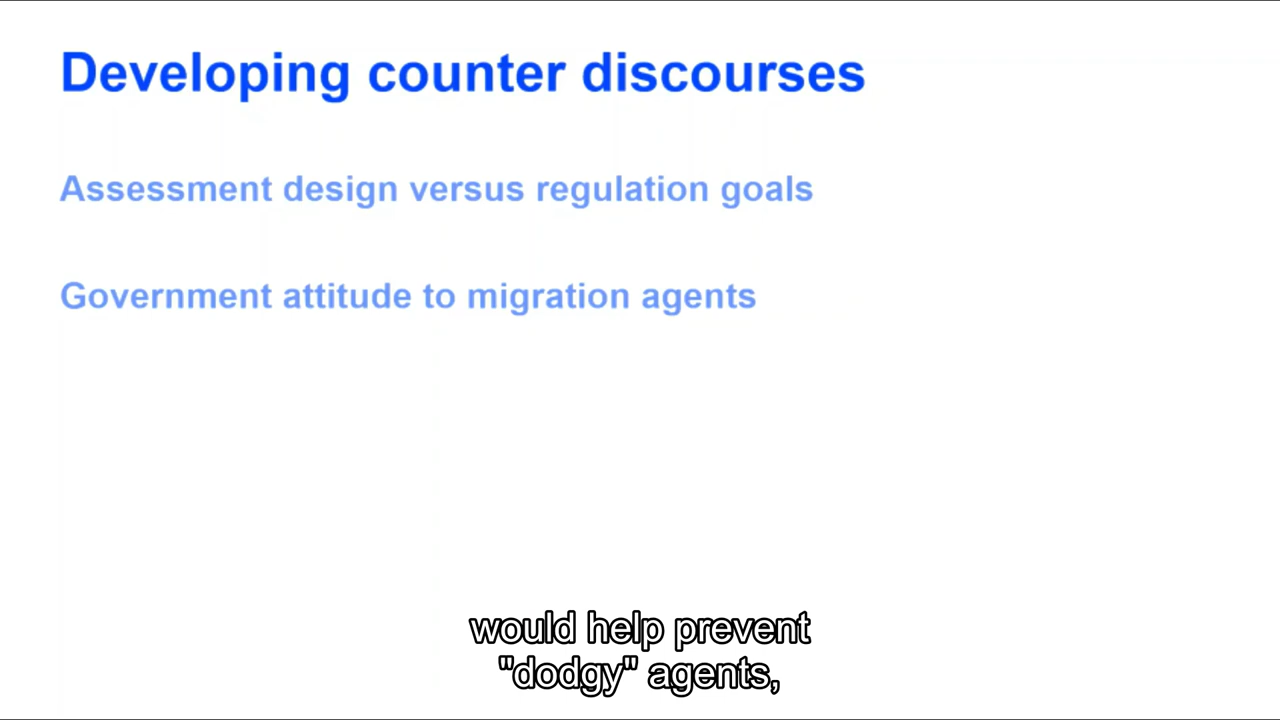 Developing counter discourses
Assessment design versus regulation goals
Government attitude to migration agents
would help prevent
"dodgy" agents,